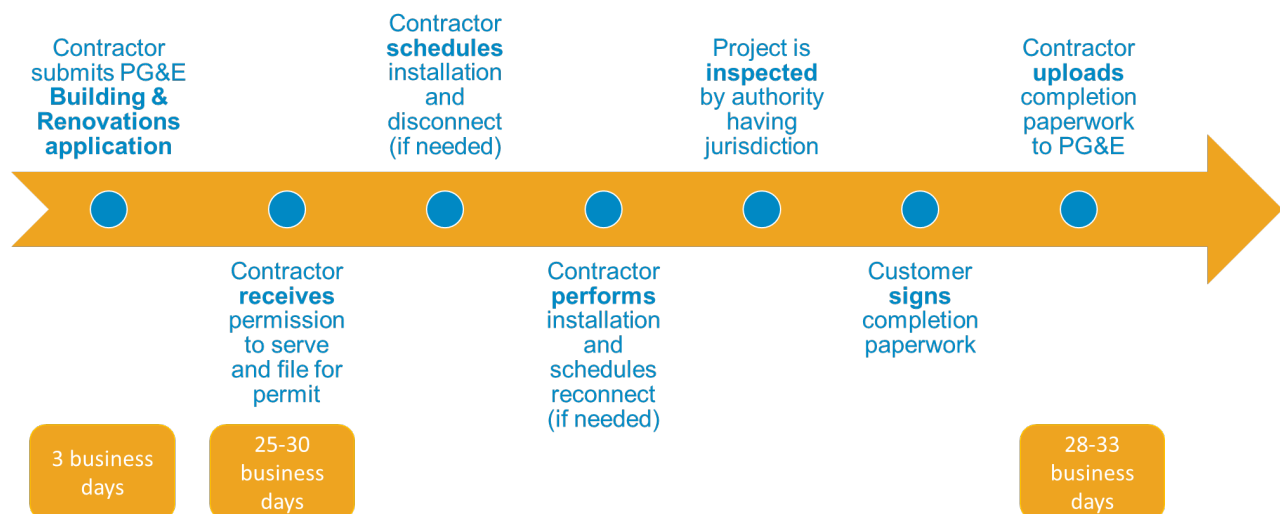 Contractor
submits PG&E
Building &
Renovations
application
Contractor
receives
permission
to serve
and file for
permit
Contractor
schedules
installation
and
disconnect
(if needed)
Contractor
performs
installation
and
schedules
reconnect
(if needed)
Project is
inspected
by authority
having
jurisdiction
Customer
signs
completion
paperwork
Contractor
uploads
completion
paperwork
to PG&E
3 business
days
25-30
business
days
28-33
business
days